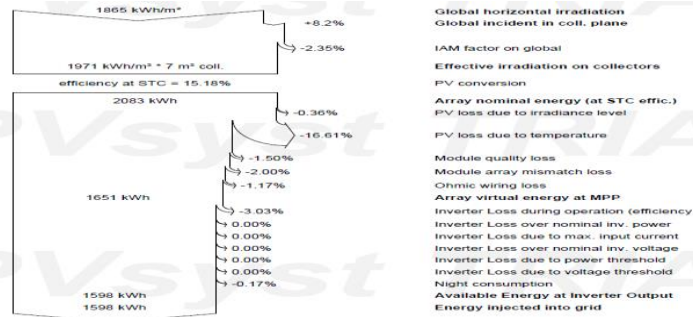 1865 kWh/m² Global horizontal irradiation
+8.2% Global incident in coll. plane
-2.35% IAM factor on global
1971 kWh/m² * 7 m² coll. Effective irradiation on collectors
efficiency at STC = 15.18% PV conversion
2083 kWh Array nominal energy (at STC effic.)
-0.36% PV loss due to irradiance level
-16.61% PV loss due to temperature
-1.50% Module quality loss
-2.00% Module array mismatch loss
-1.17% Ohmic wiring loss
1651 kWh Array virtual energy at MPP
-3.03% Inverter Loss during operation (efficiency
0.00% Inverter Loss over nominal inv. power
0.00% Inverter Loss due to max. input current
0.00% Inverter Loss over nominal inv. voltage
0.00% Inverter Loss due to power threshold
0.00% Inverter Loss due to voltage threshold
-0.17% Night consumption
1598 kWh Available Energy at Inverter Output
1598 kWh Energy injected into grid
PVsyst TRIAL
PVsyst TRIAL